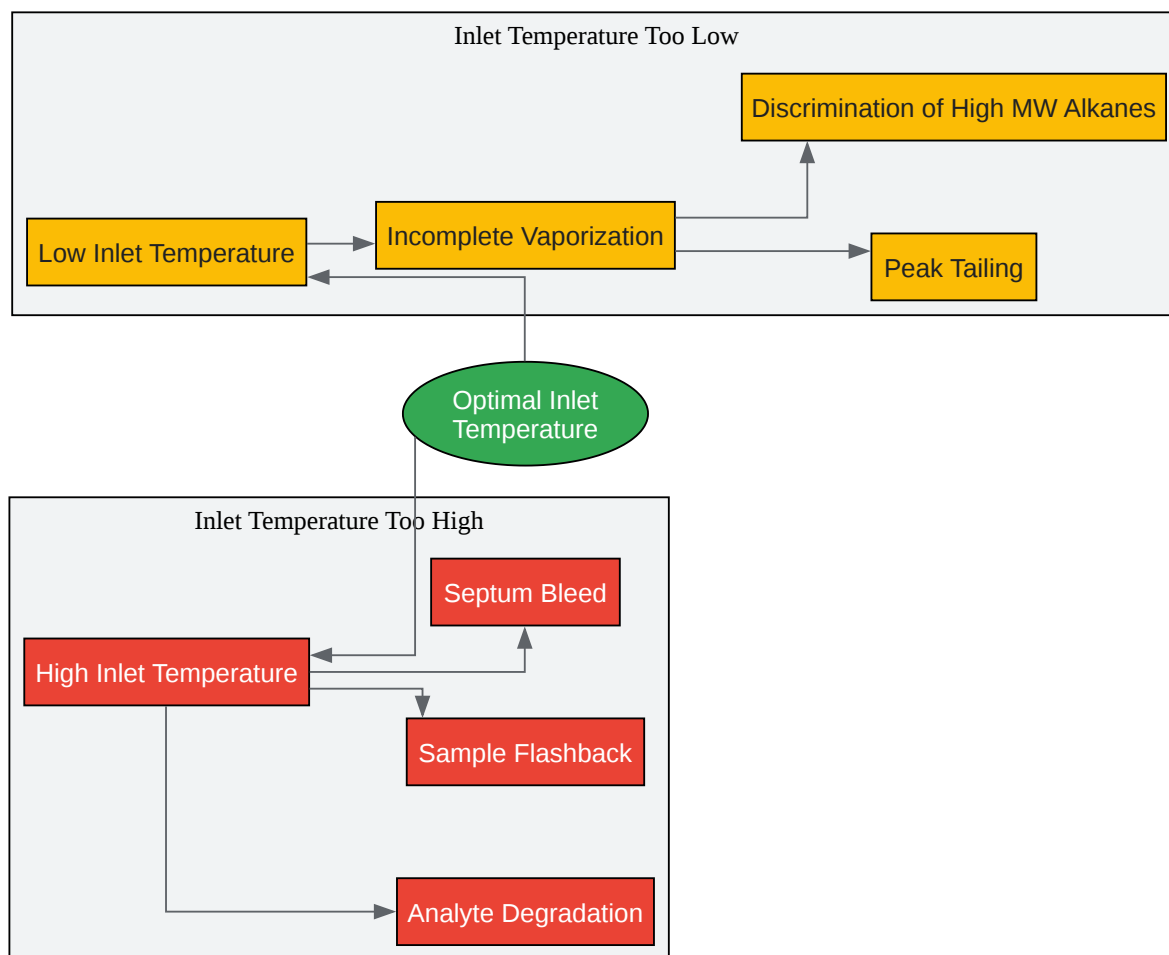 Inlet Temperature Too Low
Discrimination of High MW Alkanes
Low Inlet Temperature
Incomplete Vaporization
Peak Tailing
Optimal Inlet
Temperature
Inlet Temperature Too High
Septum Bleed
High Inlet Temperature
Sample Flashback
Analyte Degradation